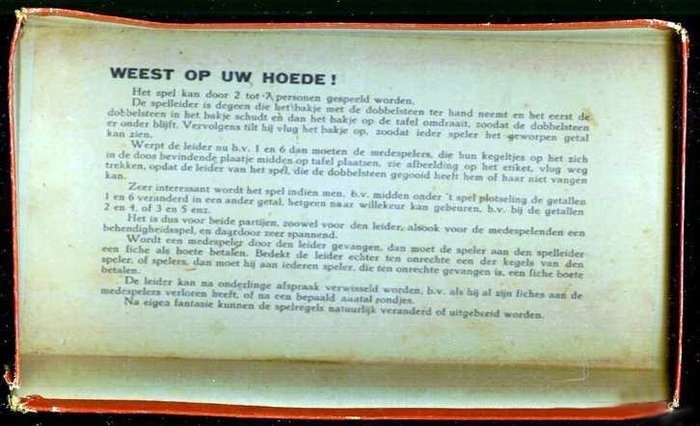 WEEST OP UW HOEDE !
Het spel kan door 2 tot personen gespeeld worden.
De spelleider is degeen die het bakje met de dobbelsteen ter hand neemt en het eerst de
dobbelsteen in het bakje schudt en dan het bakje op de tafel omdraait, zoodat de dobbelsteen
er onder blijft. Vervolgens tilt hij vlug het bakje op, zoodat ieder speler het geworpen getal
kan zien.
Werpt de leider nu b.v. 1 en 6 dan moeten de medespelers, die hun kegeltjes op het zich
in de doos bevindende plaatje midden op tafel plaatsen, zie afbeelding op het etiket, vlug weg
trekken, opdat de leider van het spel, die de dobbelsteen gegooid heeft hem of haar niet vangen
kan.
Zeer interessant wordt het spel indien men, b.v. midden onder 't spel plotseling de getallen
1 en 6 veranderd in een ander getal, hetgeen naar willekeur kan gebeuren, b.v. bij de getallen
2 en 4, of 3 en 5 enz.
Het is dus voor beide partijen, zoowel voor den leider, alsook voor de medespelenden een
behendigheidsspel, en daardoor zeer spannend.
Wordt een medespeler door den leider gevangen, dan moet de speler aan den spelleider
een fiche als boete betalen. Bedekt de leider echter ten onrechte een der kegels van den
speler, of spelers, dan moet hij aan iederen speler, die ten onrechte gevangen is, een fiche boete
betalen.
De leider kan na onderlinge afspraak verwisseld worden, b.v. als hij al zijn fiches aan de
medespelers verloren heeft, of na een bepaald aantal rondjes.
Na eigen fantasie kunnen de spelregels natuurlijk veranderd of uitgebreid worden.